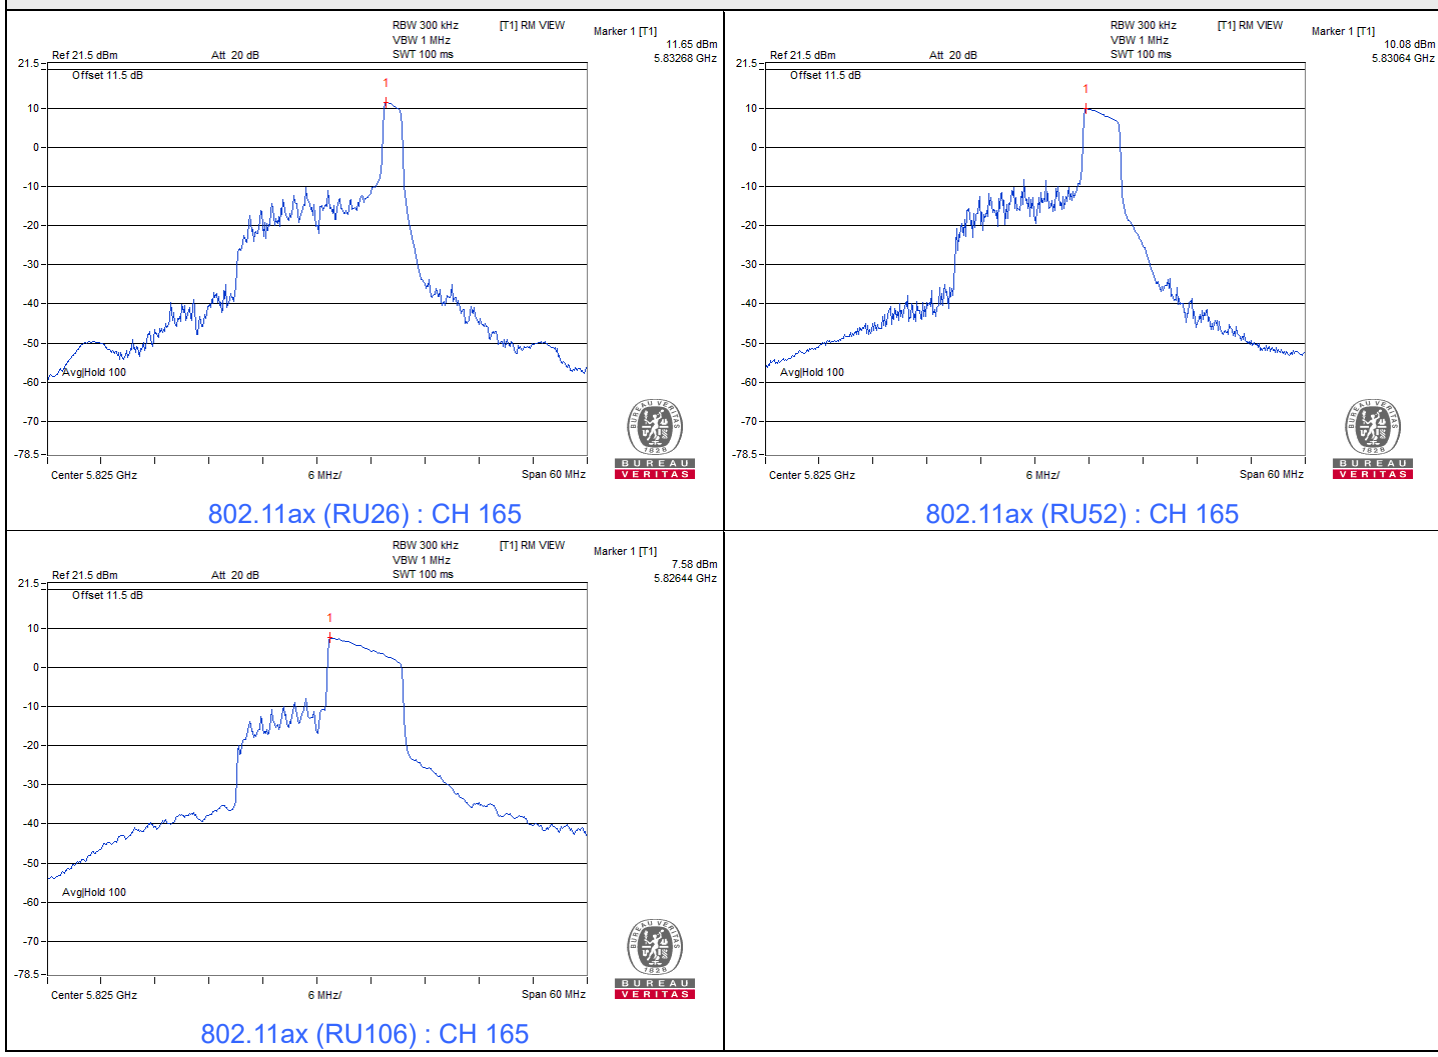 RBW 300 kHz [T1] RM VIEW
VBW 1 MHz
Marker 1 [T1]
Ref 21.5 dBm Att 20 dB SWT 100 ms
11.65 dBm
5.83268 GHz
Offset 11.5 dB
1
21.5
10
0
-10
-20
-30
-40
-50
-60
-70
-78.5
Avg|Hold 100
Center 5.825 GHz 6 MHz/ Span 60 MHz
BUREAU VERITAS
1828
BUREAU
VERITAS
802.11ax (RU26) : CH 165
RBW 300 kHz [T1] RM VIEW
VBW 1 MHz
Marker 1 [T1]
Ref 21.5 dBm Att 20 dB SWT 100 ms
10.08 dBm
5.83064 GHz
Offset 11.5 dB
1
21.5
10
0
-10
-20
-30
-40
-50
-60
-70
-78.5
Avg|Hold 100
Center 5.825 GHz 6 MHz/ Span 60 MHz
BUREAU VERITAS
1828
BUREAU
VERITAS
802.11ax (RU52) : CH 165
RBW 300 kHz [T1] RM VIEW
VBW 1 MHz
Marker 1 [T1]
Ref 21.5 dBm Att 20 dB SWT 100 ms
7.58 dBm
5.82644 GHz
Offset 11.5 dB
1
21.5
10
0
-10
-20
-30
-40
-50
-60
-70
-78.5
Avg|Hold 100
Center 5.825 GHz 6 MHz/ Span 60 MHz
BUREAU VERITAS
1828
BUREAU
VERITAS
802.11ax (RU106) : CH 165